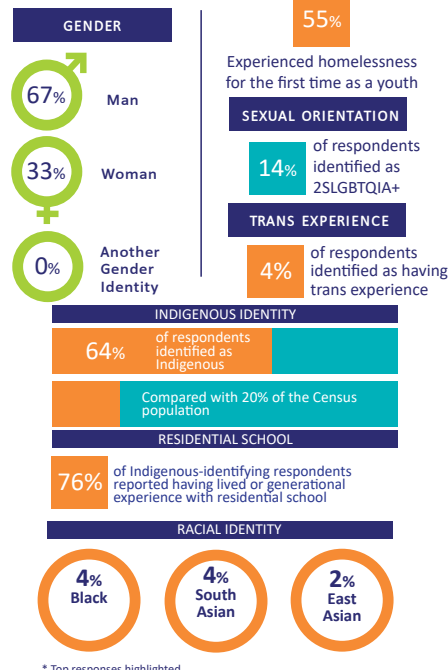 GENDER
67%
Man
33%
Woman
0%
Another
Gender
Identity
55%
Experienced homelessness
for the first time as a youth
SEXUAL ORIENTATION
14%
of respondents
identified as
2SLGBTQIA+
TRANS EXPERIENCE
4%
of respondents
identified as having
trans experience
INDIGENOUS IDENTITY
64%
of respondents
identified as
Indigenous
Compared with 20% of the Census
population
RESIDENTIAL SCHOOL
76%
of Indigenous-identifying respondents
reported having lived or generational
experience with residential school
RACIAL IDENTITY
4%
Black
4%
South
Asian
2%
East
Asian
* Top responses highlighted